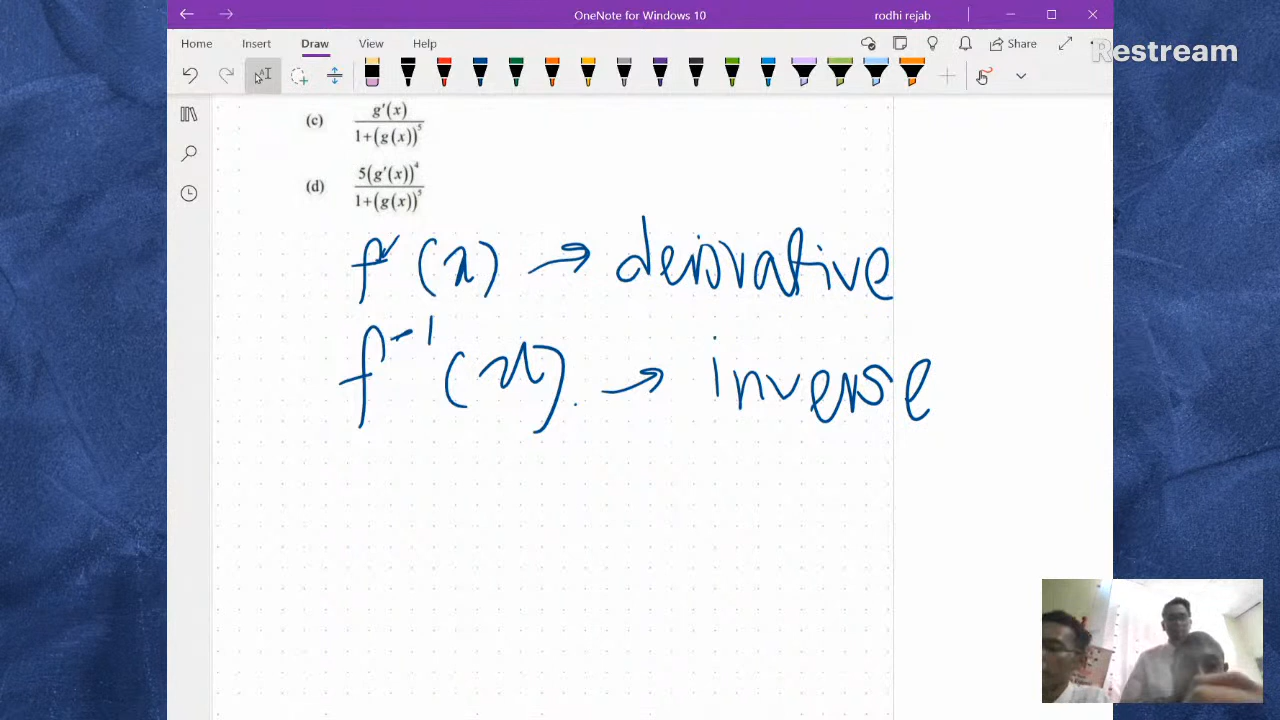 OneNote for Windows 10
rodhi rejab
Home Insert Draw View Help
Share
Restream
(c) g'(x) / 1+(g(x))^5
(d) 5(g'(x))^4 / 1+(g(x))^5
f'(x) → derivative
f^-1(x). → inverse